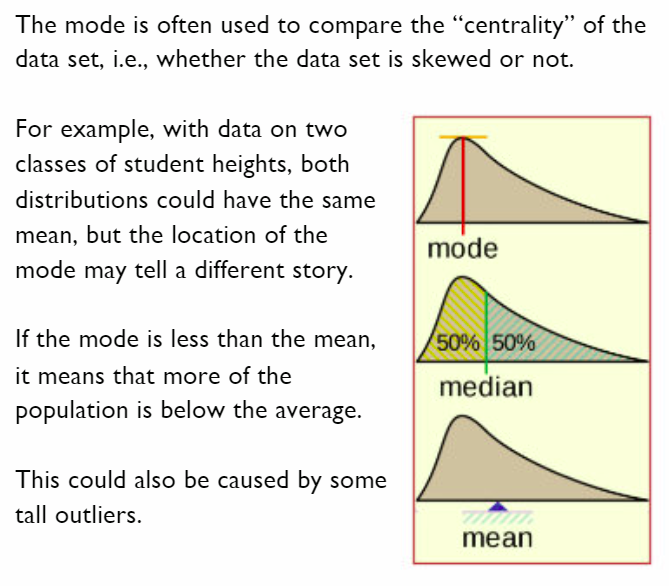 The mode is often used to compare the “centrality” of the
data set, i.e., whether the data set is skewed or not.
For example, with data on two
classes of student heights, both
distributions could have the same
mean, but the location of the
mode may tell a different story.
If the mode is less than the mean,
it means that more of the
population is below the average.
This could also be caused by some
tall outliers.
mode
50% 50%
median
mean